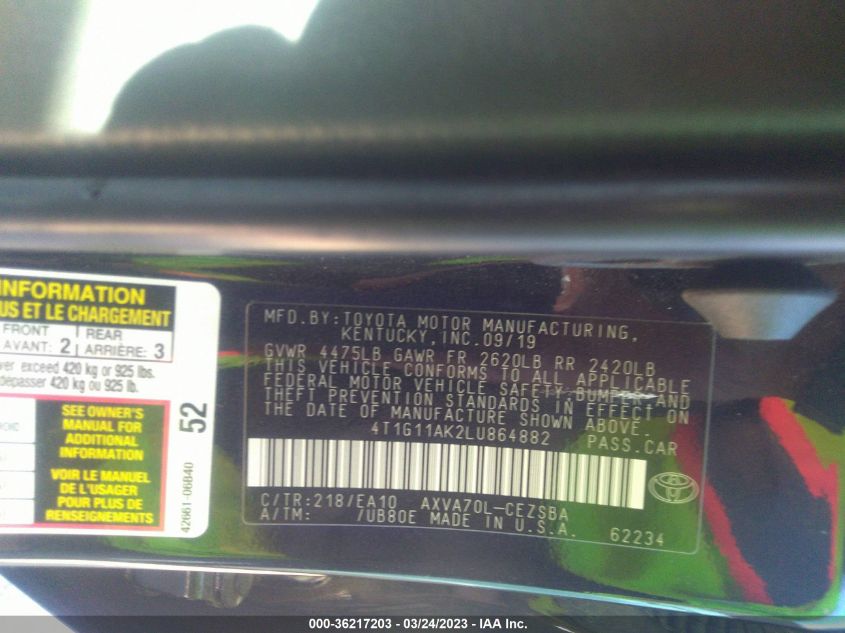 INFORMATION
US ET LE CHARGEMENT
FRONT REAR
AVANT: 2 ARRIÈRE: 3
ver exceed 420 kg or 925 lbs.
dépasser 420 kg ou 925 lb.
SEE OWNER'S
MANUAL FOR
ADDITIONAL
INFORMATION
VOIR LE MANUEL
DE L'USAGER
POUR PLUS DE
RENSEIGNEMENTS
52
42661-06B40
MFD.BY:TOYOTA MOTOR MANUFACTURING,
KENTUCKY,INC.09/19
GVWR 4475LB GAWR FR 2620LB RR 2420LB
THIS VEHICLE CONFORMS TO ALL APPLICABLE
FEDERAL MOTOR VEHICLE SAFETY,BUMPER AND
THEFT PREVENTION STANDARDS IN EFFECT ON
THE DATE OF MANUFACTURE SHOWN ABOVE.
4T1G11AK2LU864882 PASS.CAR
C/TR:218/EA10 AXVA70L-CEZSBA
A/TM: /UB80E MADE IN U.S.A.
62234
000-36217203 - 03/24/2023 - IAA Inc.